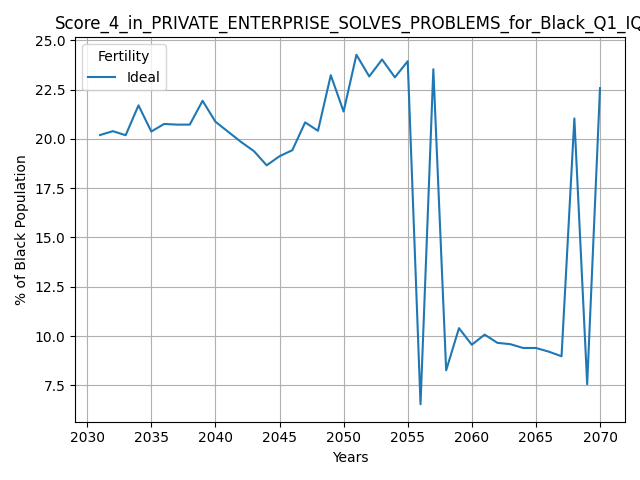 Score_4_in_PRIVATE_ENTERPRISE_SOLVES_PROBLEMS_for_Black_Q1_IQ
25.0
22.5
20.0
17.5
15.0
12.5
10.0
7.5
% of Black Population
Fertility
Ideal
2030 2035 2040 2045 2050 2055 2060 2065 2070
Years